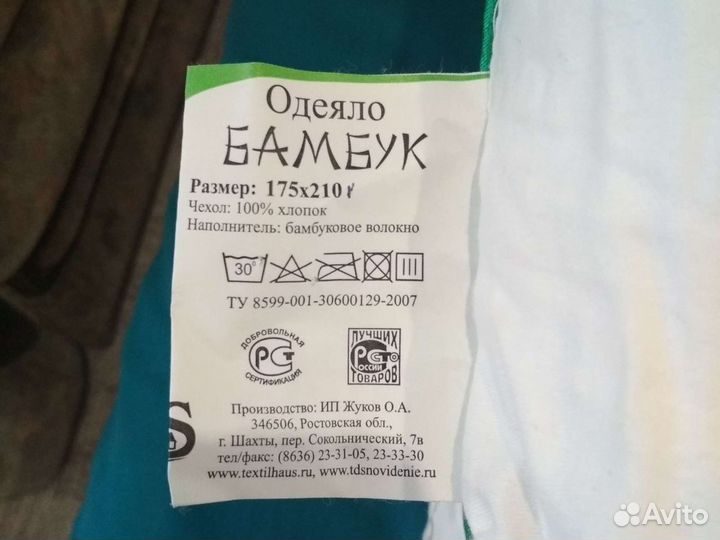 Одеяло
БАМБУК
Размер: 175х210
Чехол: 100% хлопок
Наполнитель: бамбуковое волокно
30°
ТУ 8599-001-30600129-2007
ДОБРОВОЛЬНАЯ
РСТ
СЕРТИФИКАЦИЯ
ЛУЧШИХ
СТО
РОССИИ
ТОВАРОВ
Производство: ИП Жуков О.А.
346506, Ростовская обл.,
г. Шахты, пер. Сокольнический, 7в
тел/факс: (8636) 23-31-05, 23-33-30
www.textilhaus.ru, www.tdsnovidenie.ru
S
Avito